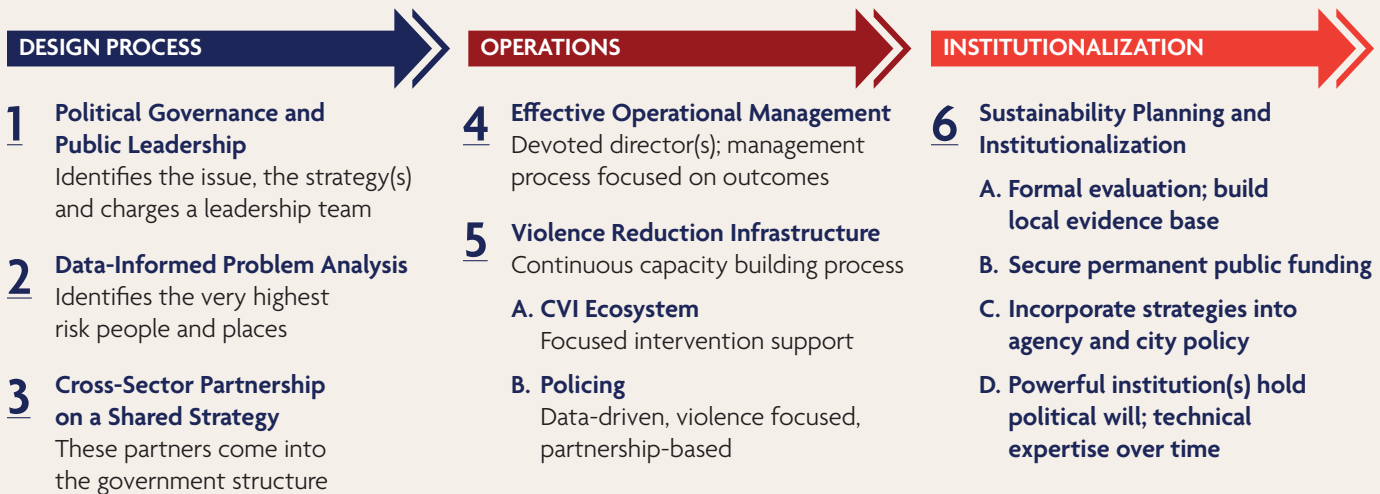 DESIGN PROCESS
1
Political Governance and
Public Leadership
Identifies the issue, the strategy(s)
and charges a leadership team
2
Data-Informed Problem Analysis
Identifies the very highest
risk people and places
3
Cross-Sector Partnership
on a Shared Strategy
These partners come into
the government structure
OPERATIONS
4
Effective Operational Management
Devoted director(s); management
process focused on outcomes
5
Violence Reduction Infrastructure
Continuous capacity building process
A. CVI Ecosystem
Focused intervention support
B. Policing
Data-driven, violence focused,
partnership-based
INSTITUTIONALIZATION
6
Sustainability Planning and
Institutionalization
A. Formal evaluation; build
local evidence base
B. Secure permanent public funding
C. Incorporate strategies into
agency and city policy
D. Powerful institution(s) hold
political will; technical
expertise over time